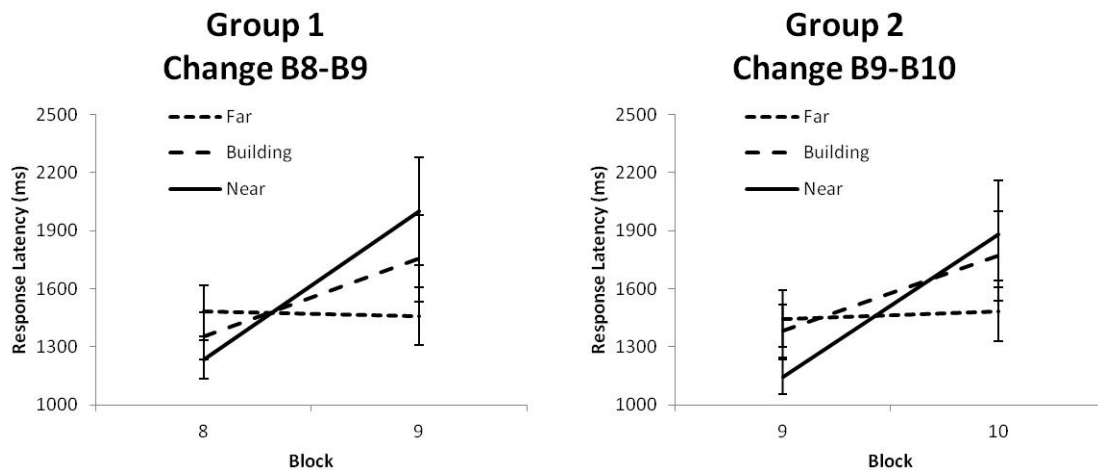 Group 1
Change B8-B9
2500
2200
1900
1600
1300
1000
Response Latency (ms)
Far
Building
Near
8
9
Block
Group 2
Change B9-B10
2500
2200
1900
1600
1300
1000
Response Latency (ms)
Far
Building
Near
9
10
Block